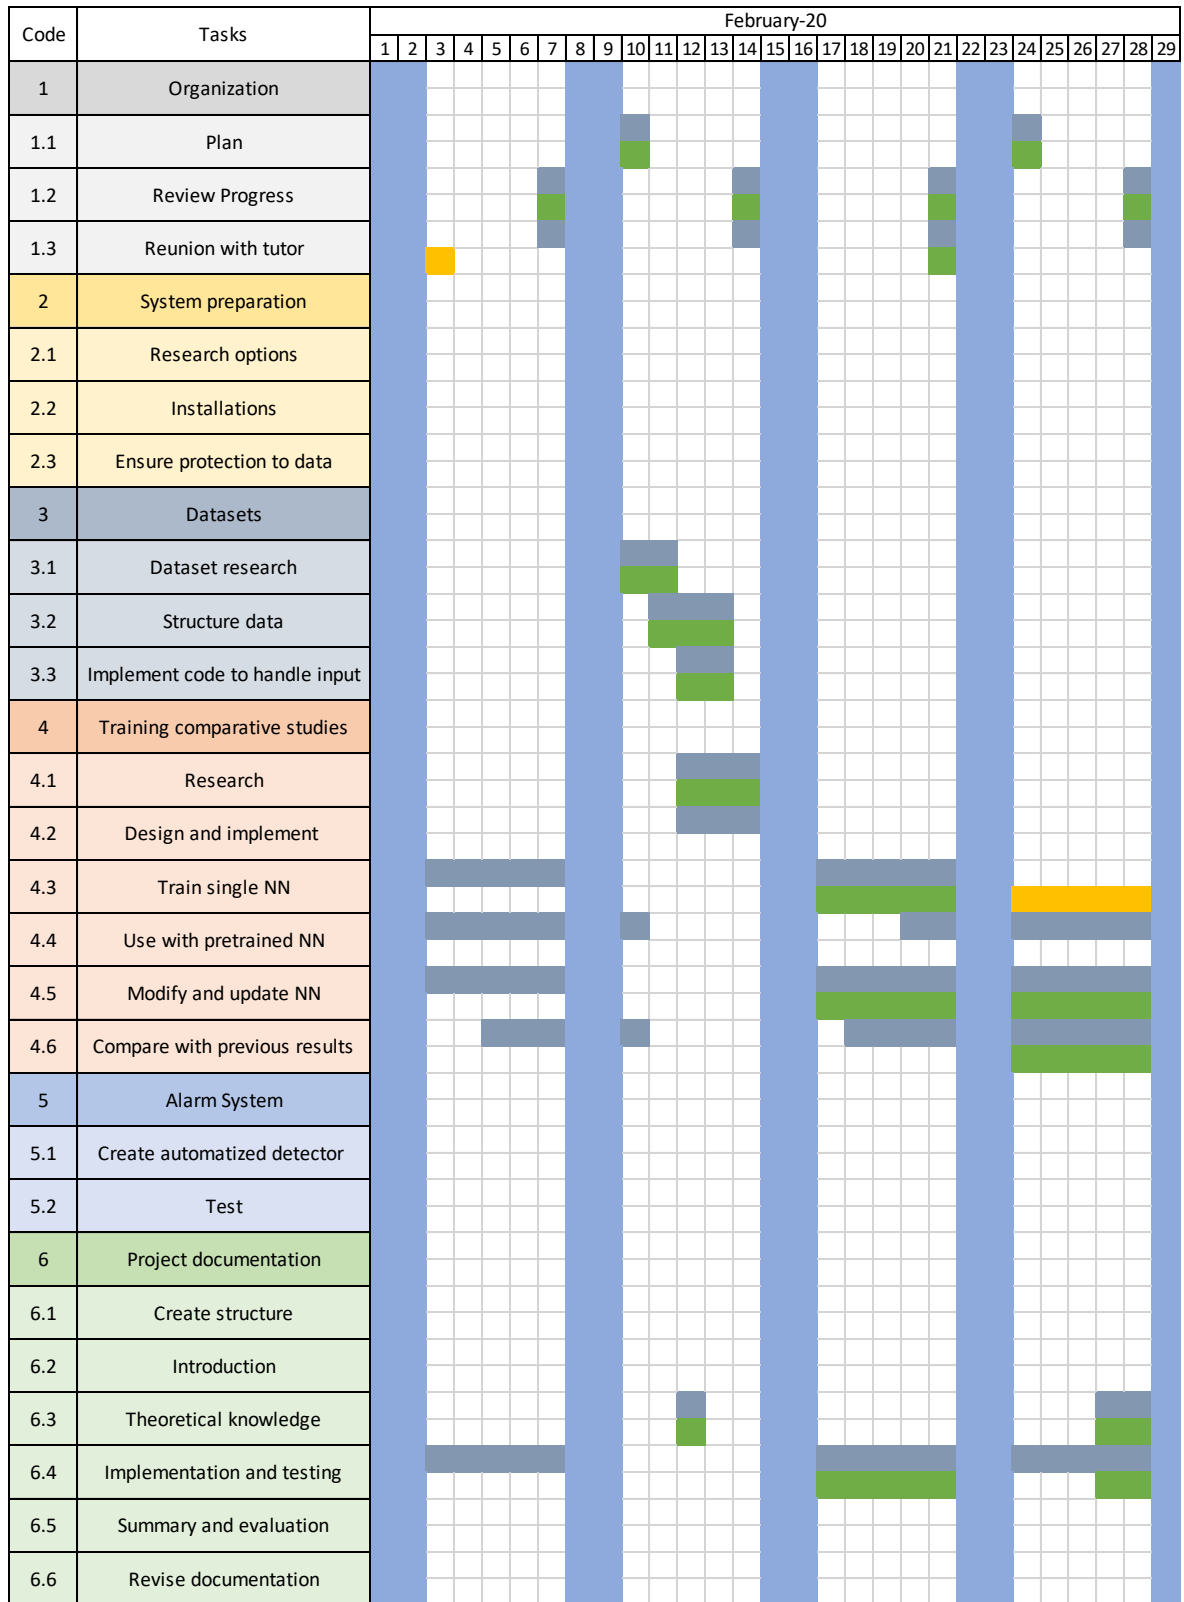 Code Tasks February-20
1 2 3 4 5 6 7 8 9 10 11 12 13 14 15 16 17 18 19 20 21 22 23 24 25 26 27 28 29
1 Organization
1.1 Plan
1.2 Review Progress
1.3 Reunion with tutor
2 System preparation
2.1 Research options
2.2 Installations
2.3 Ensure protection to data
3 Datasets
3.1 Dataset research
3.2 Structure data
3.3 Implement code to handle input
4 Training comparative studies
4.1 Research
4.2 Design and implement
4.3 Train single NN
4.4 Use with pretrained NN
4.5 Modify and update NN
4.6 Compare with previous results
5 Alarm System
5.1 Create automatized detector
5.2 Test
6 Project documentation
6.1 Create structure
6.2 Introduction
6.3 Theoretical knowledge
6.4 Implementation and testing
6.5 Summary and evaluation
6.6 Revise documentation